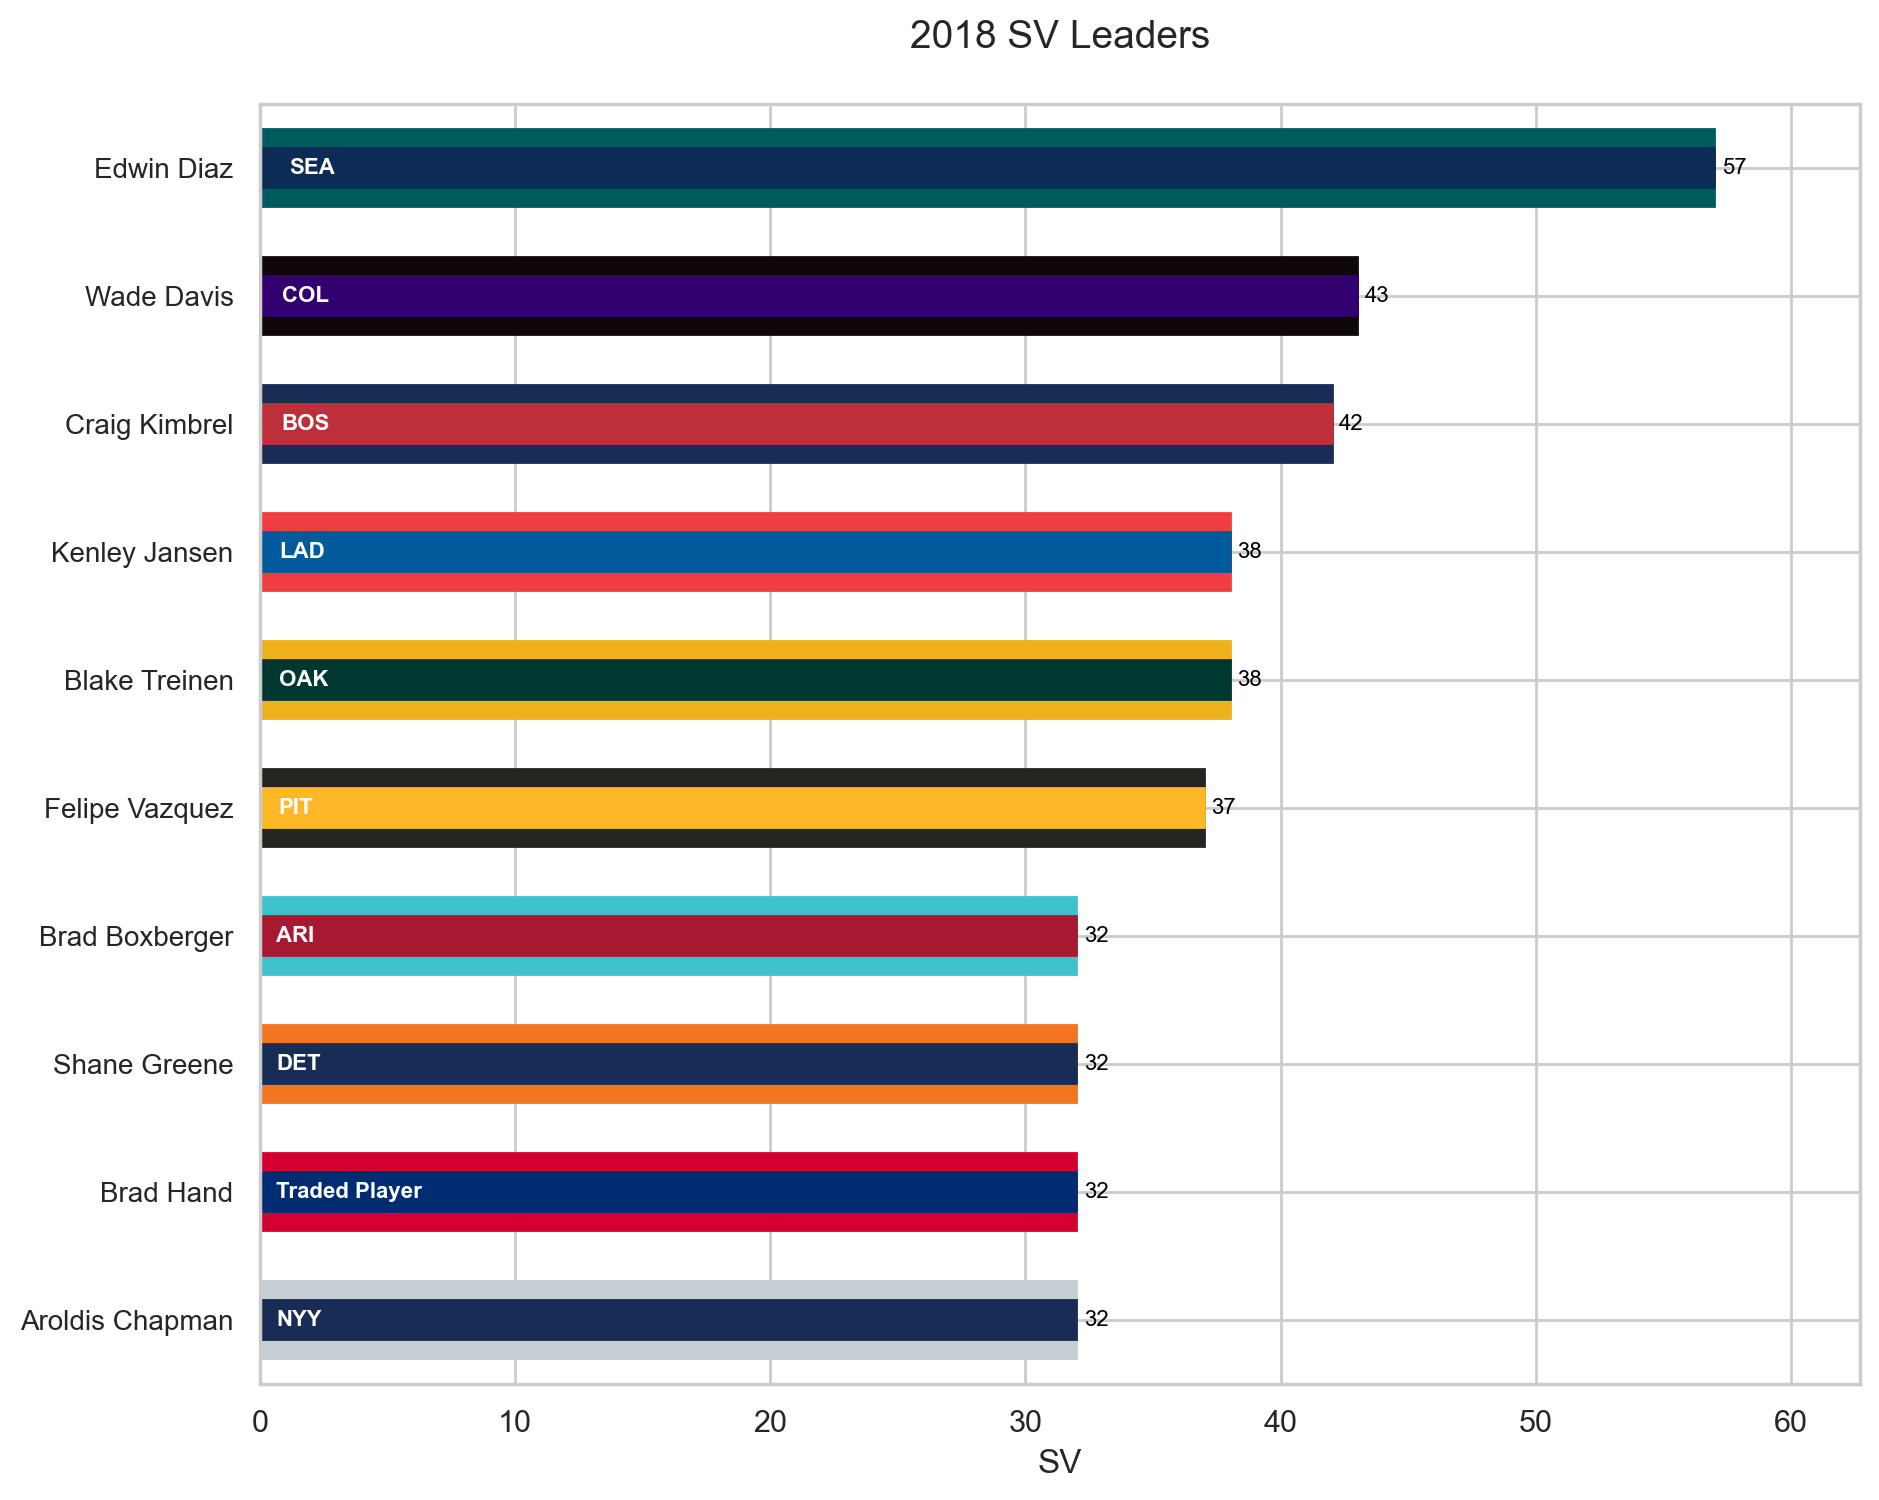 2018 SV Leaders
Edwin Diaz SEA 57
Wade Davis COL 43
Craig Kimbrel BOS 42
Kenley Jansen LAD 38
Blake Treinen OAK 38
Felipe Vazquez PIT 37
Brad Boxberger ARI 32
Shane Greene DET 32
Brad Hand Traded Player 32
Aroldis Chapman NYY 32
0 10 20 30 40 50 60
SV